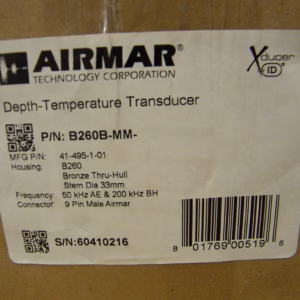 AIRMAR
TECHNOLOGY CORPORATION
Xducer
ID
Depth-Temperature Transducer
P/N: B260B-MM-
MFG P/N: 41-495-1-01
Housing: B260
Bronze Thru-Hull
Stem Dia 33mm
Frequency: 50 kHz AE & 200 kHz BH
Connector: 9 Pin Male Airmar
S/N:60410216
8 01769 00519 6